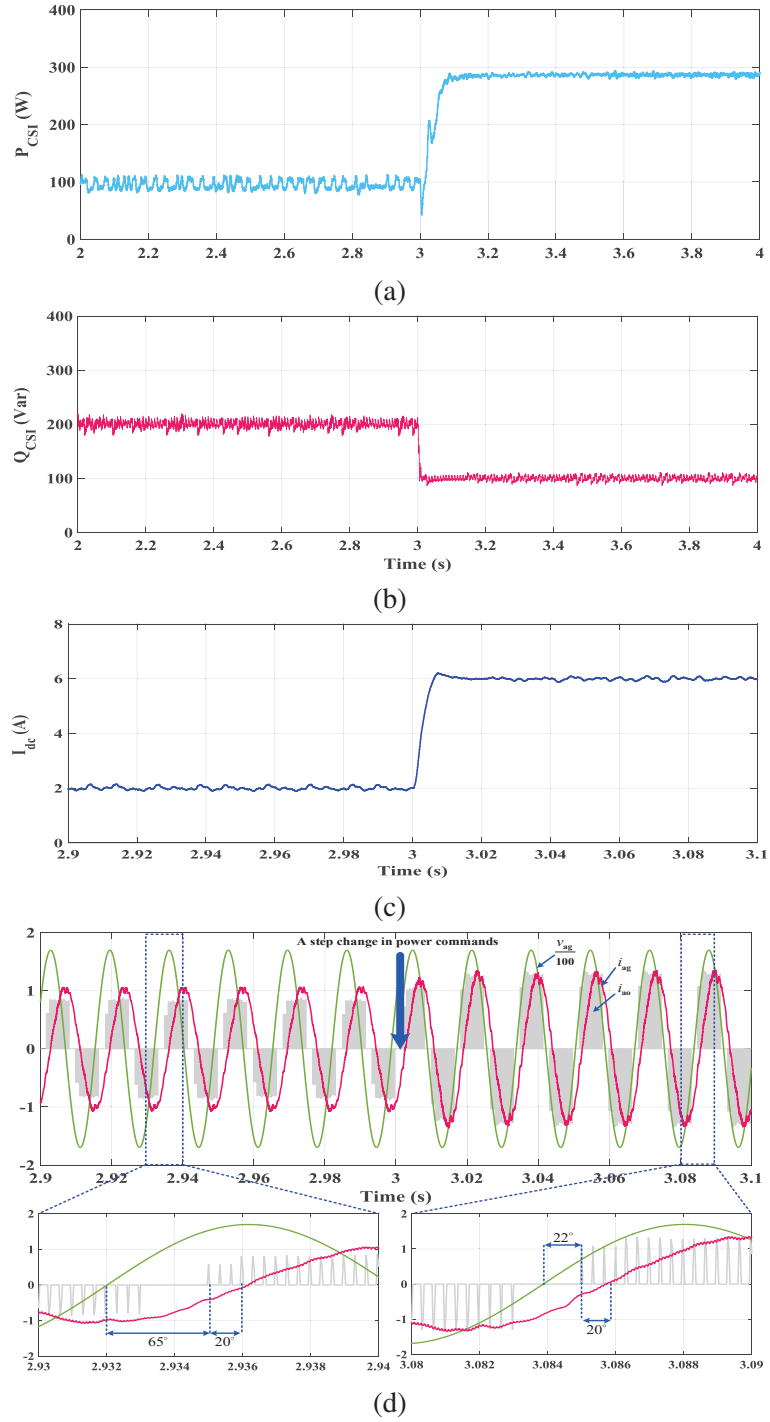 400
300
200
100
0
P_CSI (W)
2 2.2 2.4 2.6 2.8 3 3.2 3.4 3.6 3.8 4
(a)
400
300
200
100
0
Q_CSI (Var)
2 2.2 2.4 2.6 2.8 3 3.2 3.4 3.6 3.8 4
Time (s)
(b)
8
6
4
2
0
I_dc (A)
2.9 2.92 2.94 2.96 2.98 3 3.02 3.04 3.06 3.08 3.1
Time (s)
(c)
2
1
0
-1
-2
A step change in power commands
v_ag
100
i_ag
i_ao
2.9 2.92 2.94 2.96 2.98 3 3.02 3.04 3.06 3.08 3.1
Time (s)
2
1
0
-1
-2
65°
20°
2.93 2.932 2.934 2.936 2.938 2.94
2
1
0
-1
-2
22°
20°
3.08 3.082 3.084 3.086 3.088 3.09
(d)